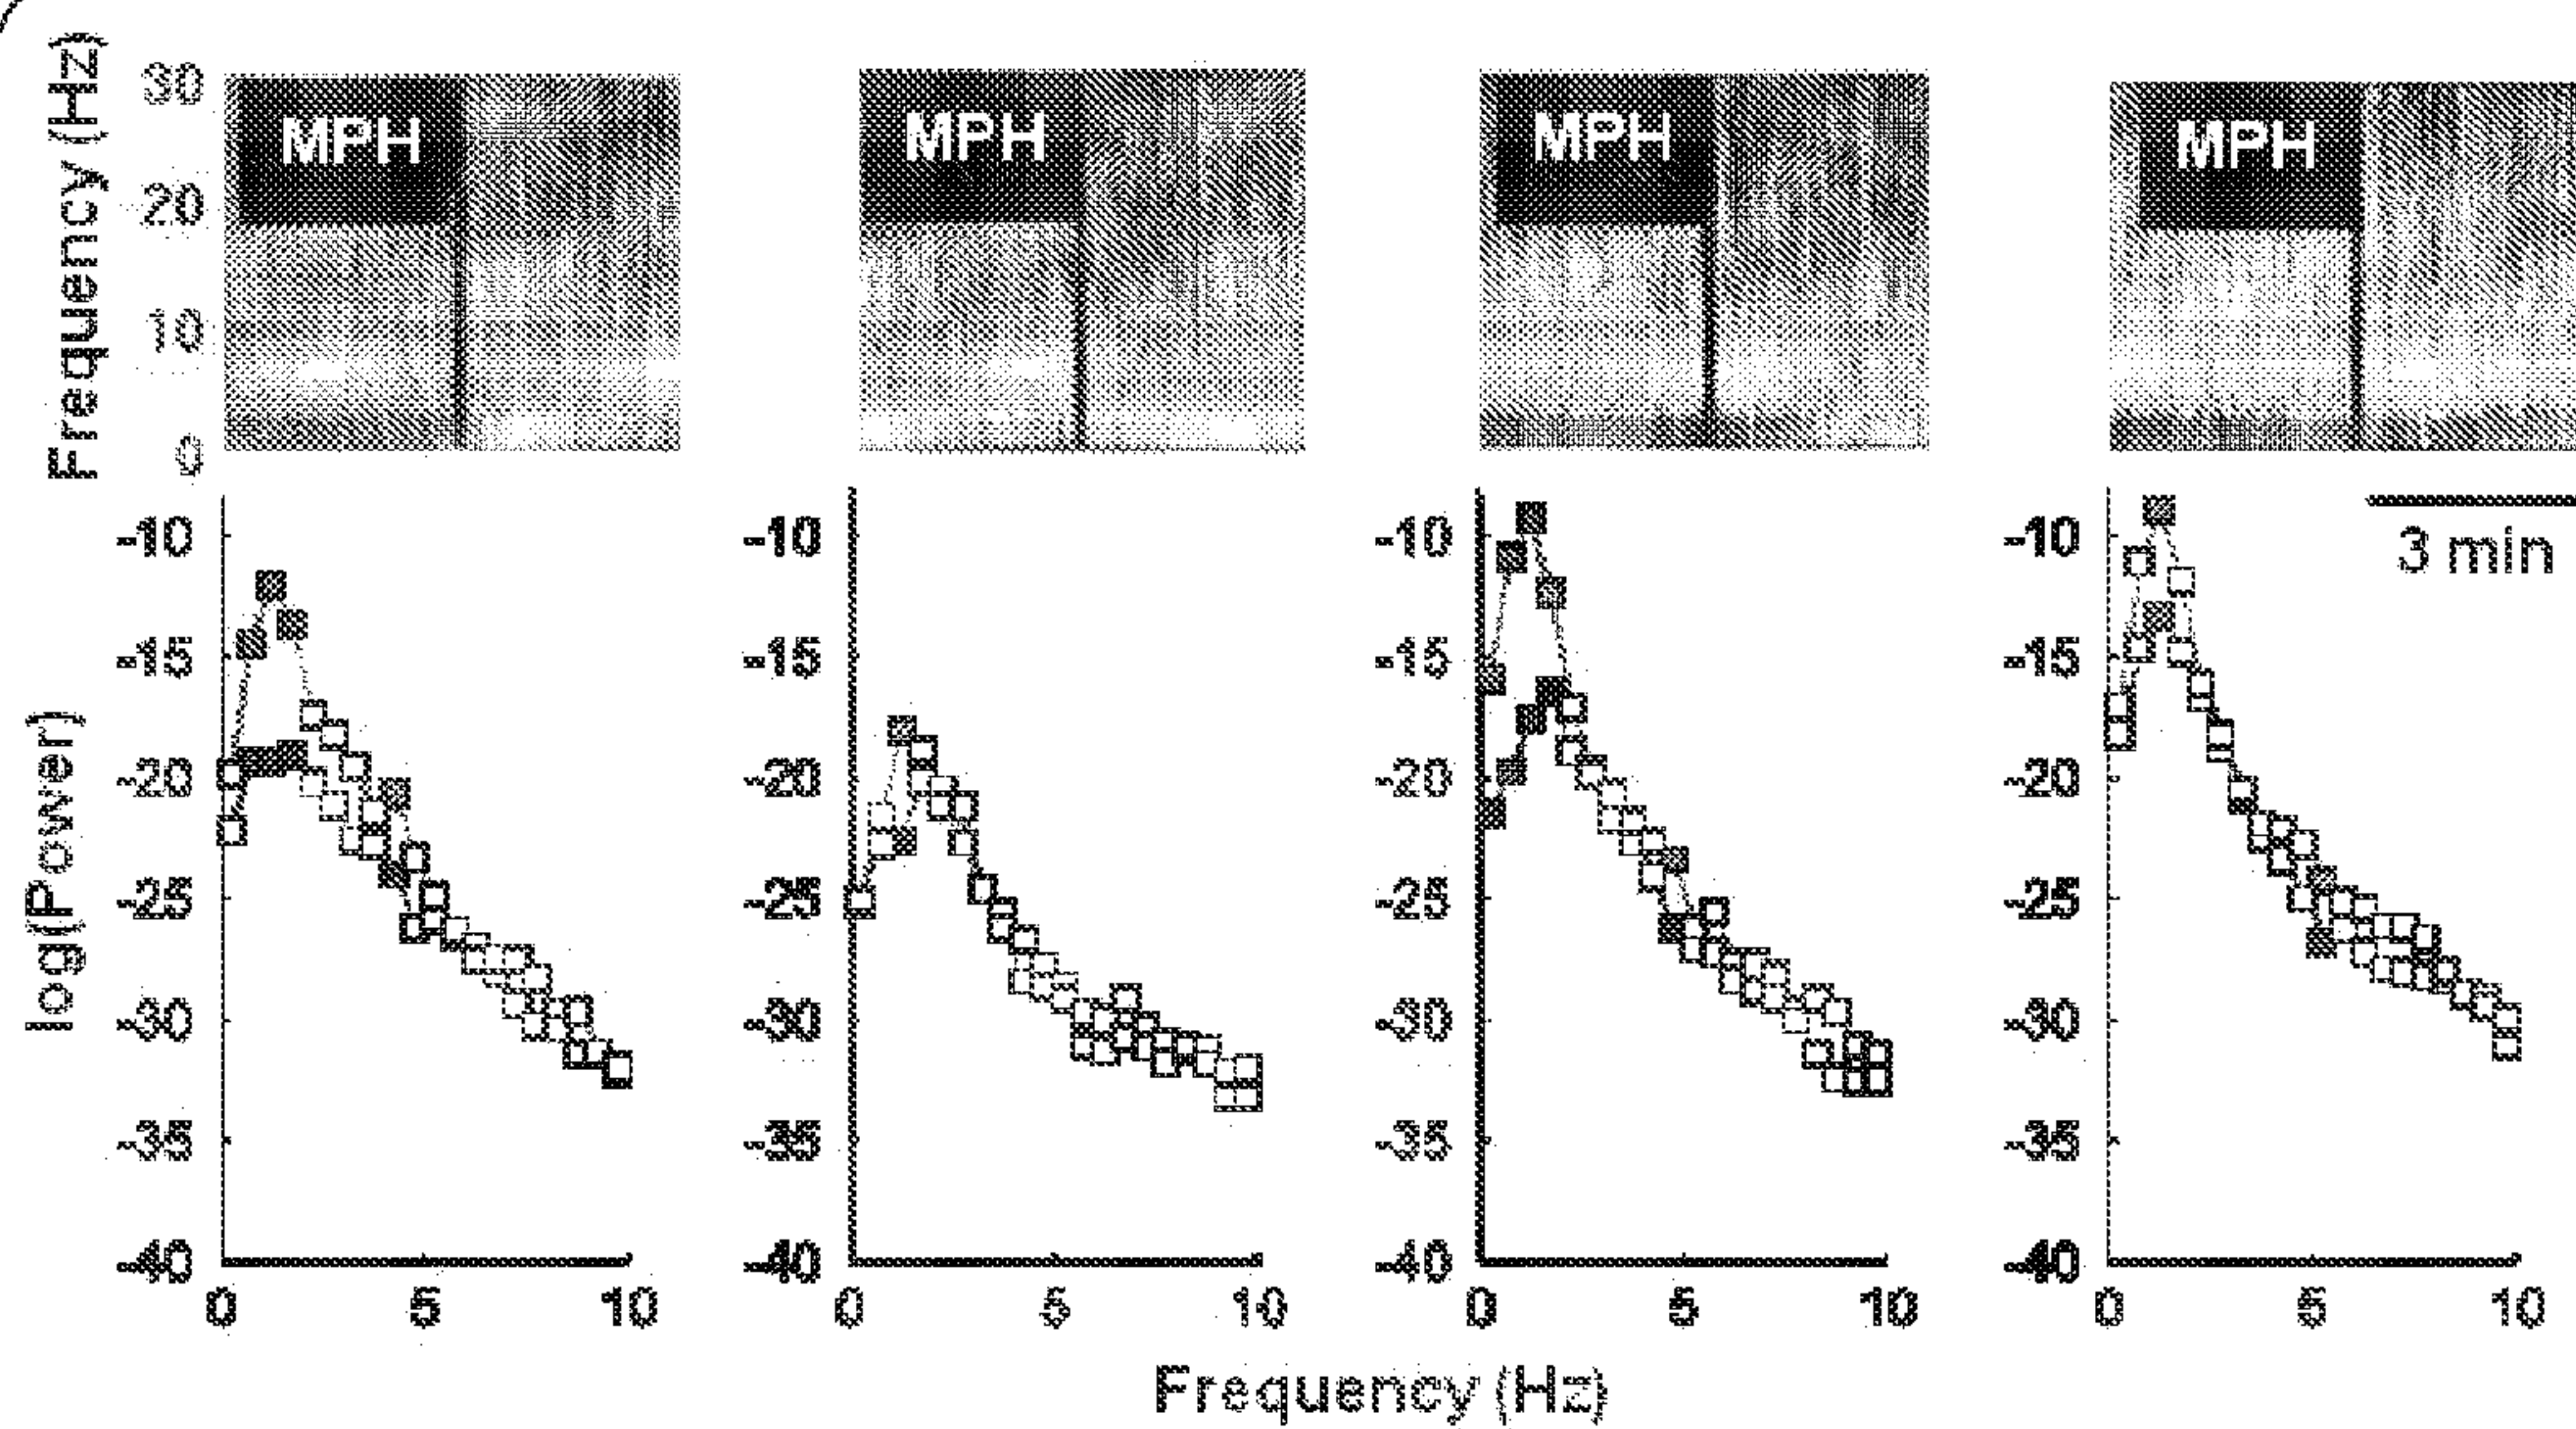 Frequency (Hz)
30
20
10
0
MPH MPH MPH MPH
log(Power)
-10 -10 -10 -10
-15 -15 -15 -15
-20 -20 -20 -20
-25 -25 -25 -25
-30 -30 -30 -30
-35 -35 -35 -35
-40 -40 -40 -40
3 min
0 5 10 0 5 10 0 5 10 0 5 10
Frequency (Hz)